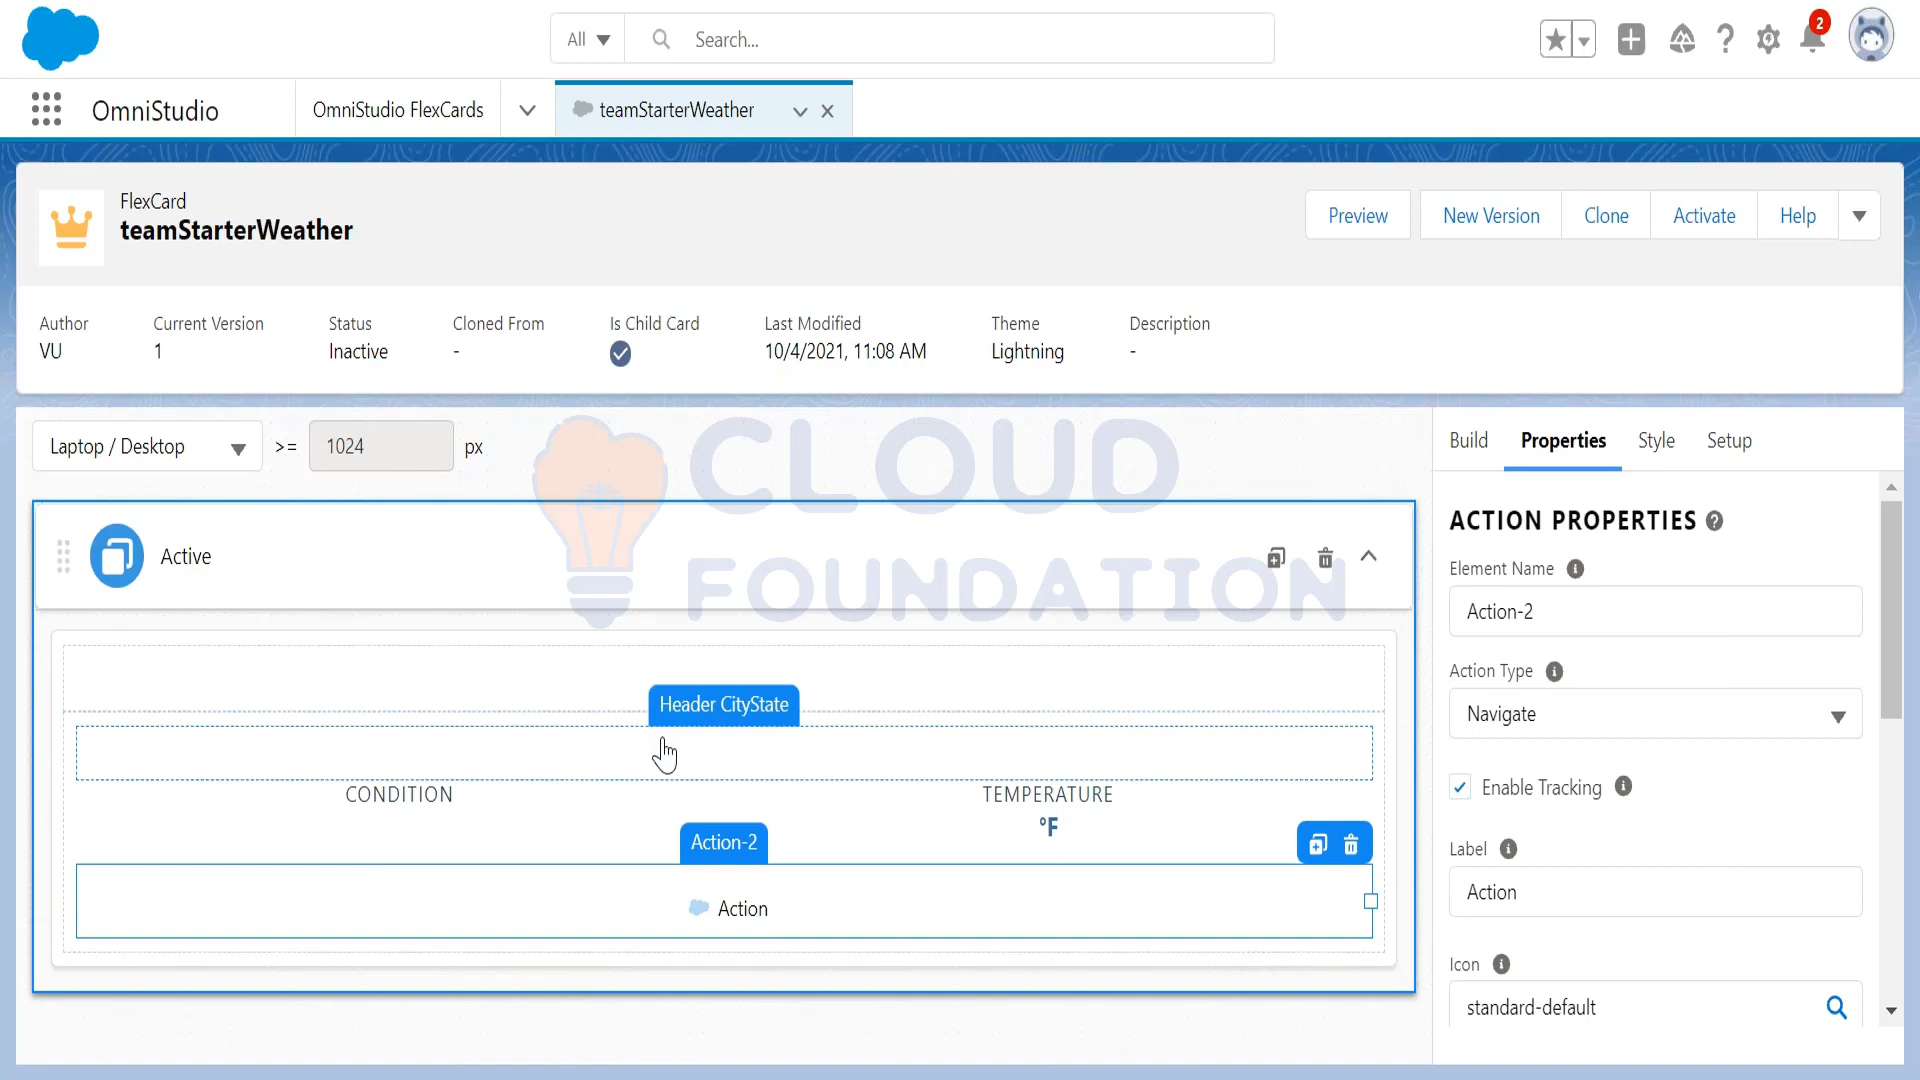 All
Search...
2
OmniStudio
OmniStudio FlexCards
teamStarterWeather
FlexCard
teamStarterWeather
Preview
New Version
Clone
Activate
Help
Author
Current Version
Status
Cloned From
Is Child Card
Last Modified
Theme
Description
VU
1
Inactive
-
10/4/2021, 11:08 AM
Lightning
-
Laptop / Desktop
>=
1024
px
CLOUD
FOUNDATION
Build
Properties
Style
Setup
Active
ACTION PROPERTIES
Element Name
Action-2
Action Type
Navigate
Enable Tracking
Label
Action
Icon
standard-default
Header CityState
CONDITION
TEMPERATURE
°F
Action-2
Action